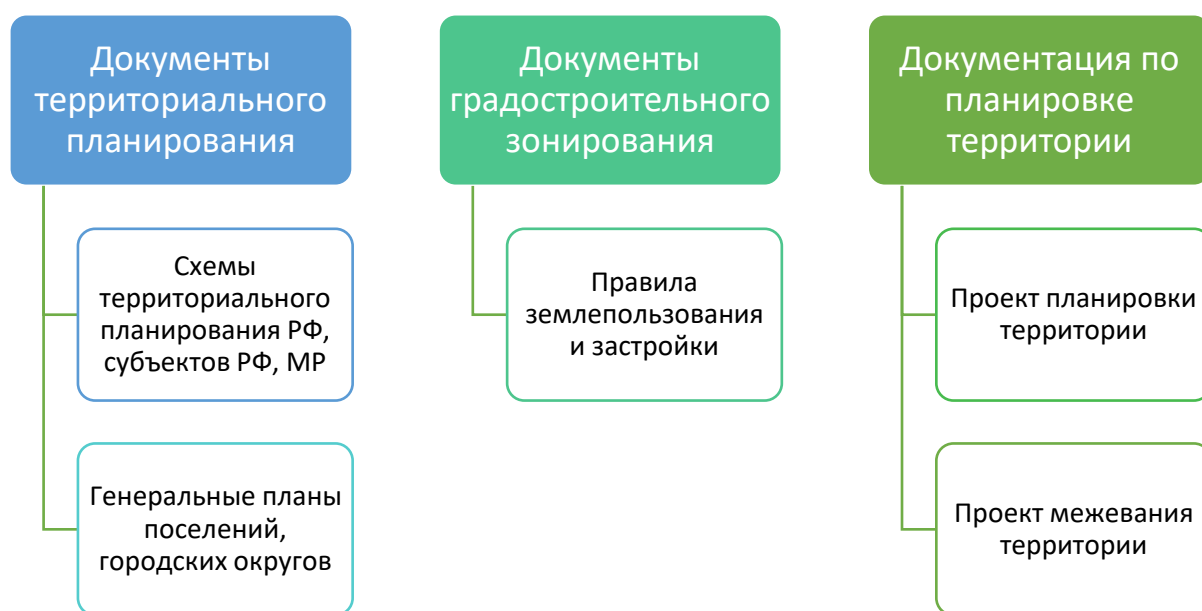 Документы
территориального
планирования
Схемы
территориального
планирования РФ,
субъектов РФ, МР
Генеральные планы
поселений,
городских округов
Документы
градостроительного
зонирования
Правила
землепользования
и застройки
Документация по
планировке
территории
Проект планировки
территории
Проект межевания
территории